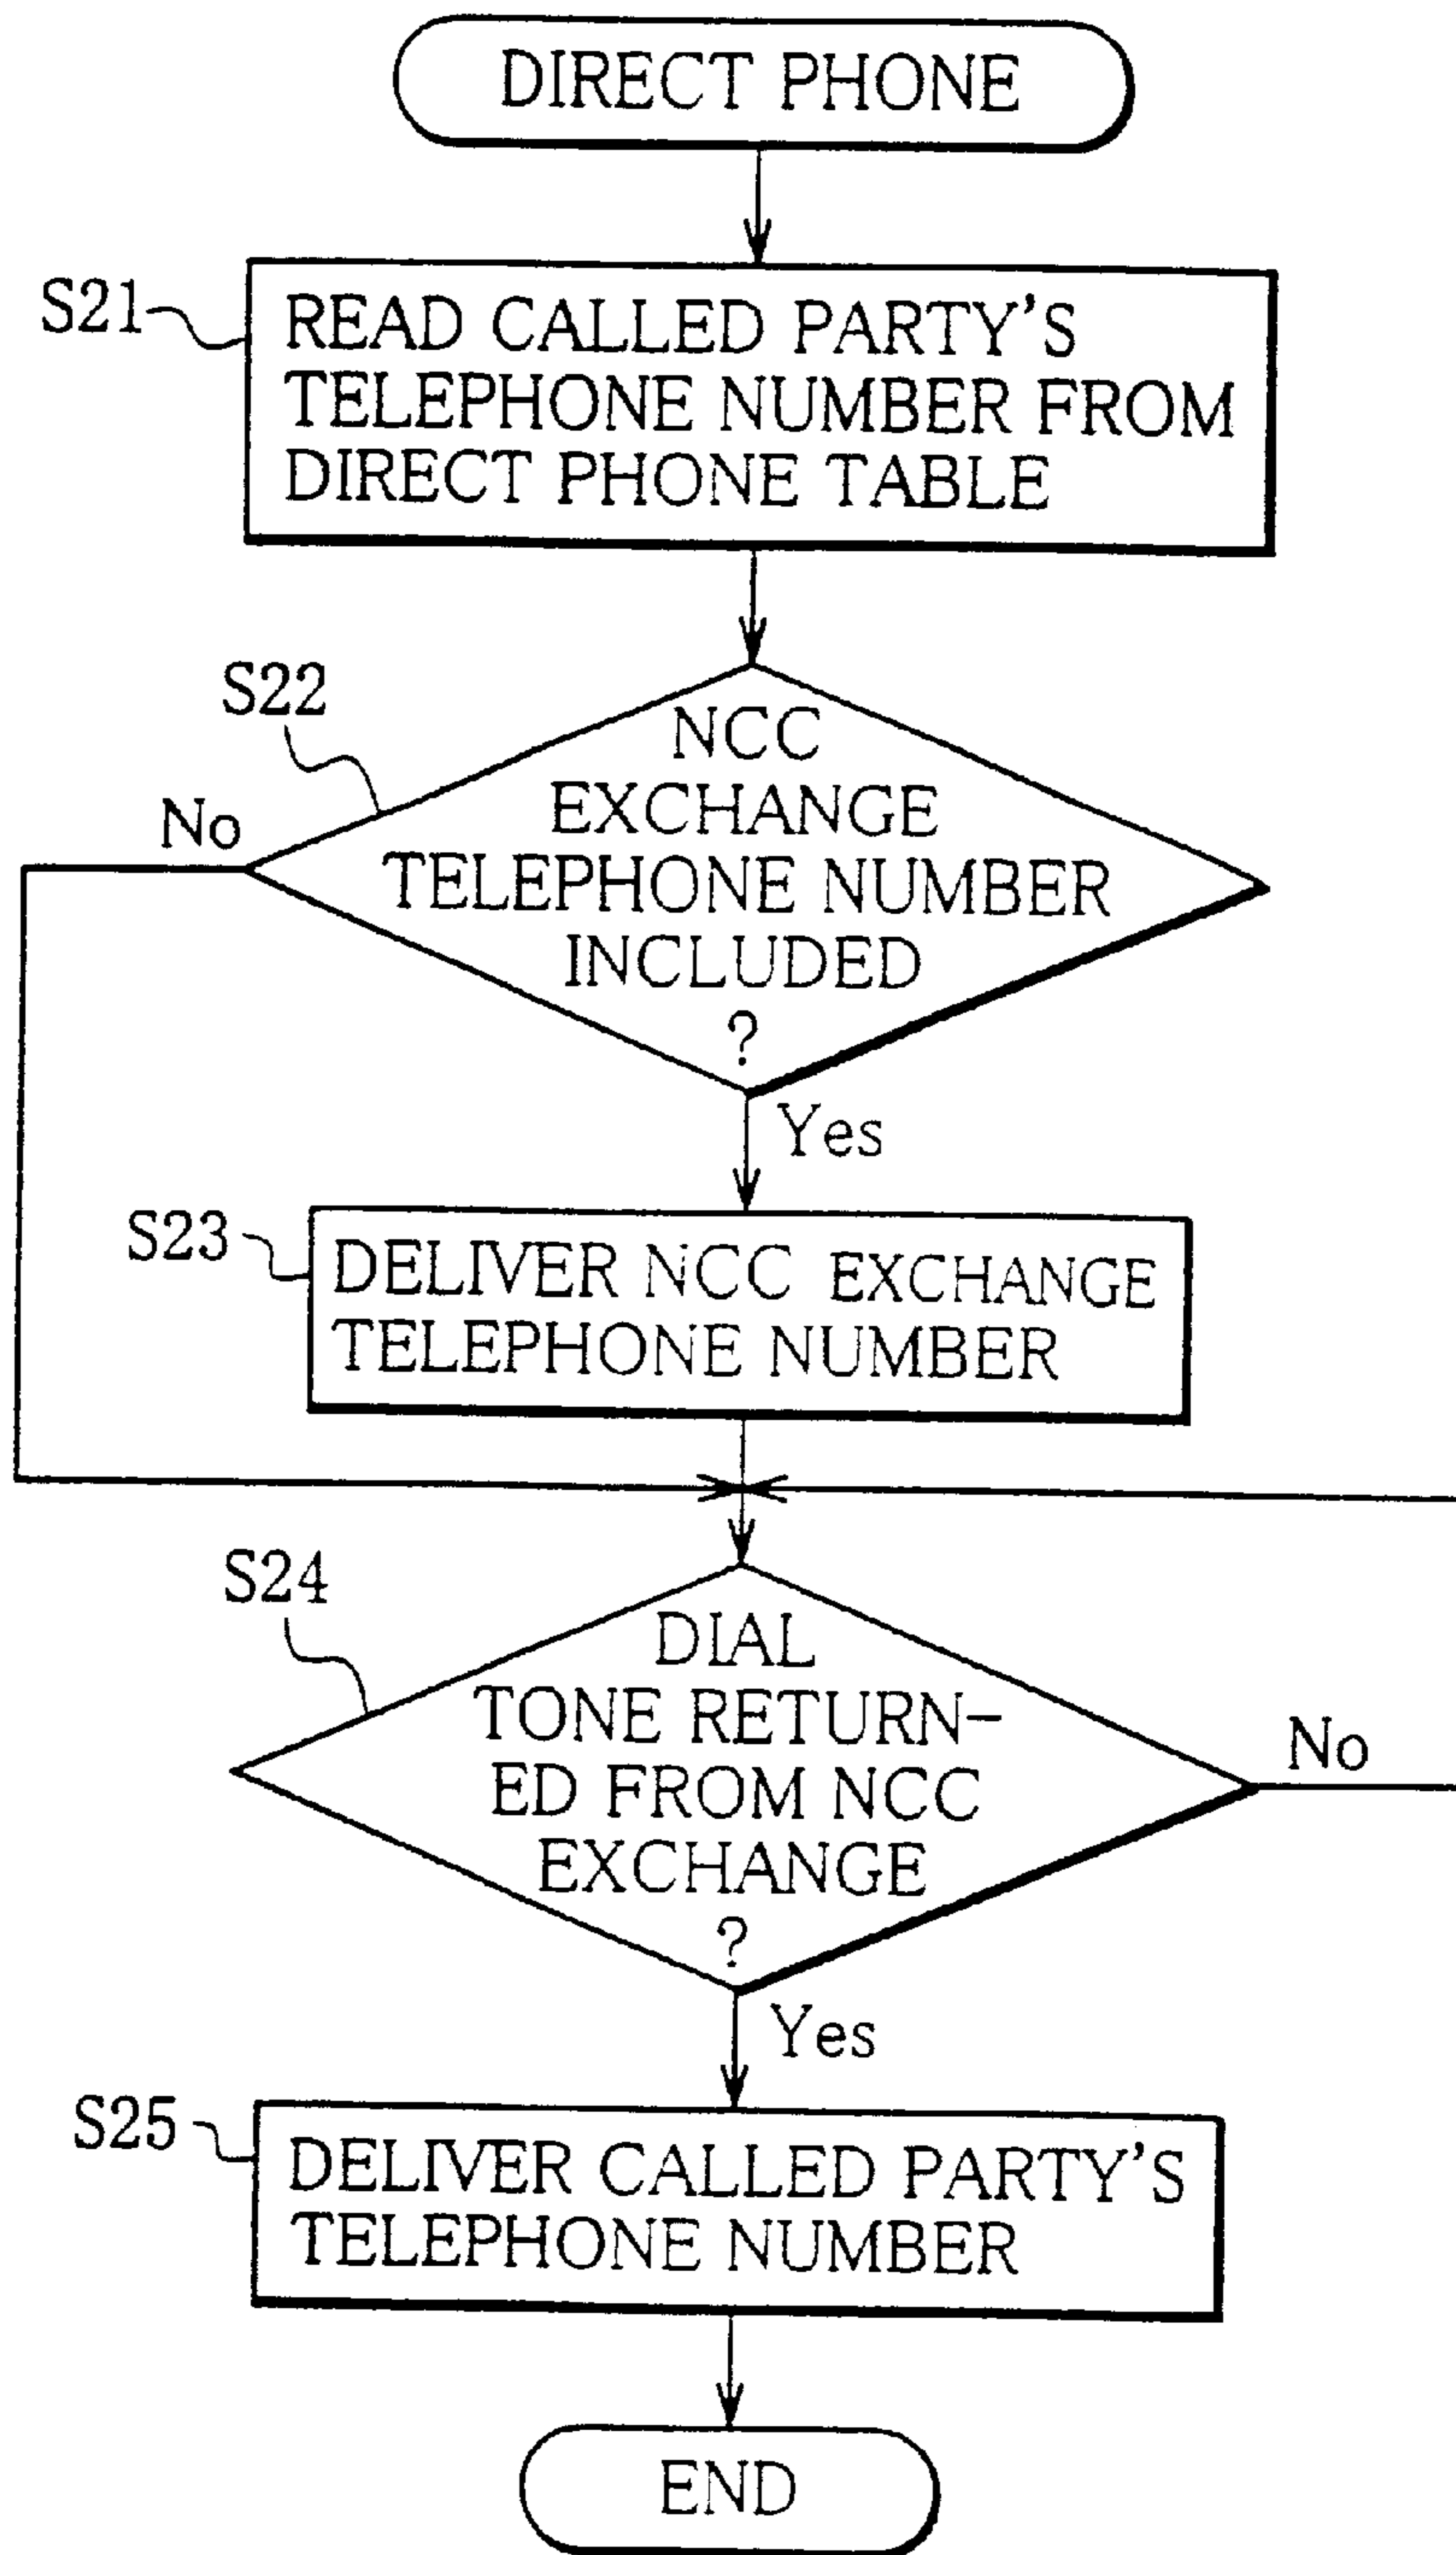 DIRECT PHONE
S21
READ CALLED PARTY'S
TELEPHONE NUMBER FROM
DIRECT PHONE TABLE
S22
No
NCC
EXCHANGE
TELEPHONE NUMBER
INCLUDED
?
Yes
S23
DELIVER NCC EXCHANGE
TELEPHONE NUMBER
S24
DIAL
TONE RETURN-
ED FROM NCC
EXCHANGE
?
No
Yes
S25
DELIVER CALLED PARTY'S
TELEPHONE NUMBER
END